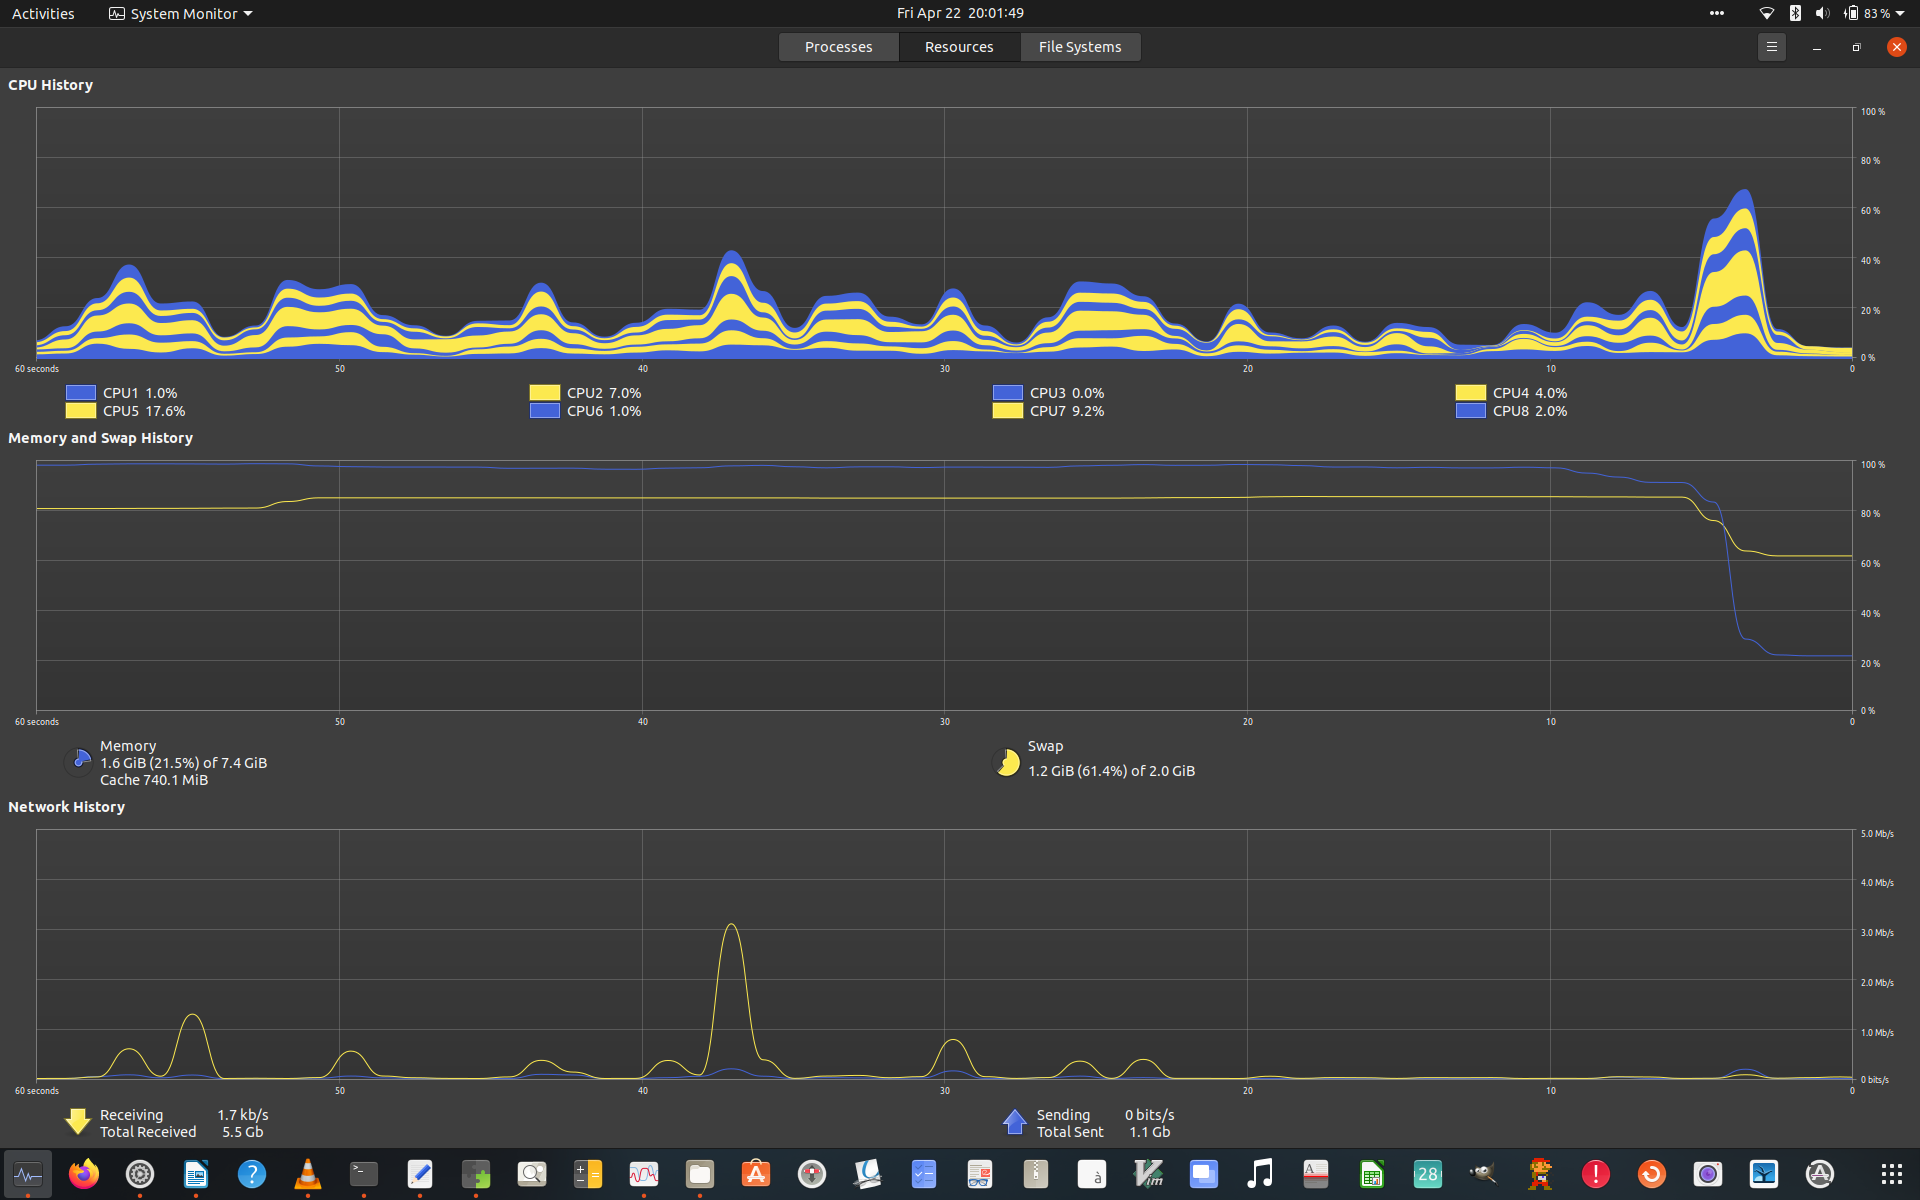 Activities System Monitor Fri Apr 22 20:01:49 83 %
Processes Resources File Systems
CPU History
100 %
80 %
60 %
40 %
20 %
0 %
60 seconds 50 40 30 20 10 0
CPU1 1.0% CPU2 7.0% CPU3 0.0% CPU4 4.0%
CPU5 17.6% CPU6 1.0% CPU7 9.2% CPU8 2.0%
Memory and Swap History
100 %
80 %
60 %
40 %
20 %
0 %
60 seconds 50 40 30 20 10 0
Memory
1.6 GiB (21.5%) of 7.4 GiB
Cache 740.1 MiB
Swap
1.2 GiB (61.4%) of 2.0 GiB
Network History
5.0 Mb/s
4.0 Mb/s
3.0 Mb/s
2.0 Mb/s
1.0 Mb/s
0 bits/s
60 seconds 50 40 30 20 10 0
Receiving 1.7 kb/s
Total Received 5.5 Gb
Sending 0 bits/s
Total Sent 1.1 Gb
>_ ? à Vim A 28